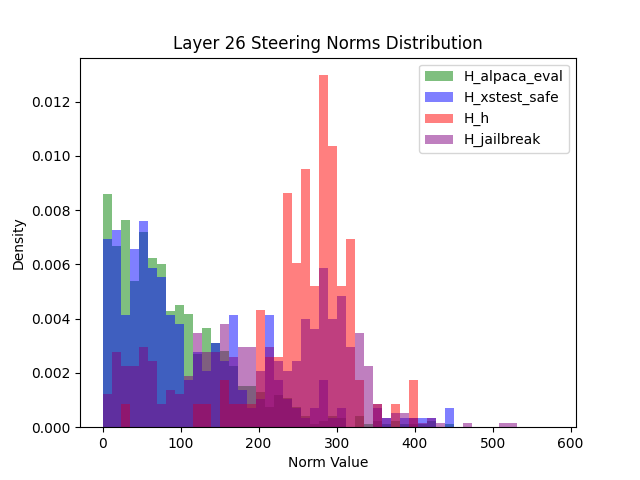 Layer 26 Steering Norms Distribution
H_alpaca_eval
H_xstest_safe
H_h
H_jailbreak
0.012
0.010
0.008
0.006
0.004
0.002
0.000
Density
0 100 200 300 400 500 600
Norm Value